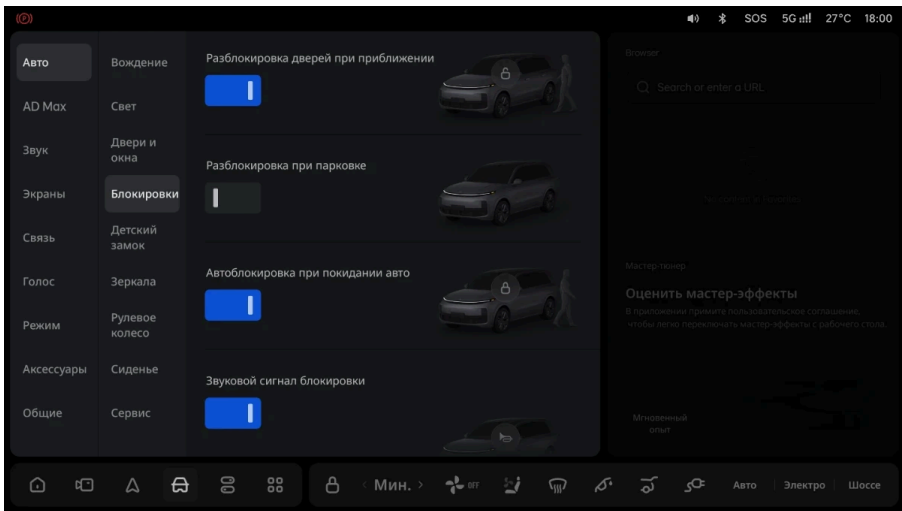 (P)
SOS 5G 27°C 18:00
Авто
AD Max
Звук
Экраны
Связь
Голос
Режим
Аксессуары
Общие
Вождение
Свет
Двери и
окна
Блокировки
Детский
замок
Зеркала
Рулевое
колесо
Сиденье
Сервис
Разблокировка дверей при приближении
Разблокировка при парковке
Автоблокировка при покидании авто
Звуковой сигнал блокировки
Browser
Search or enter a URL
Мастер-тюнер
Оценить мастер-эффекты
В приложении примите пользовательское соглашение,
чтобы легко переключать мастер-эффекты с рабочего стола.
Мгновенный
опыт
Мин.
OFF
Авто
Электро
Шоссе